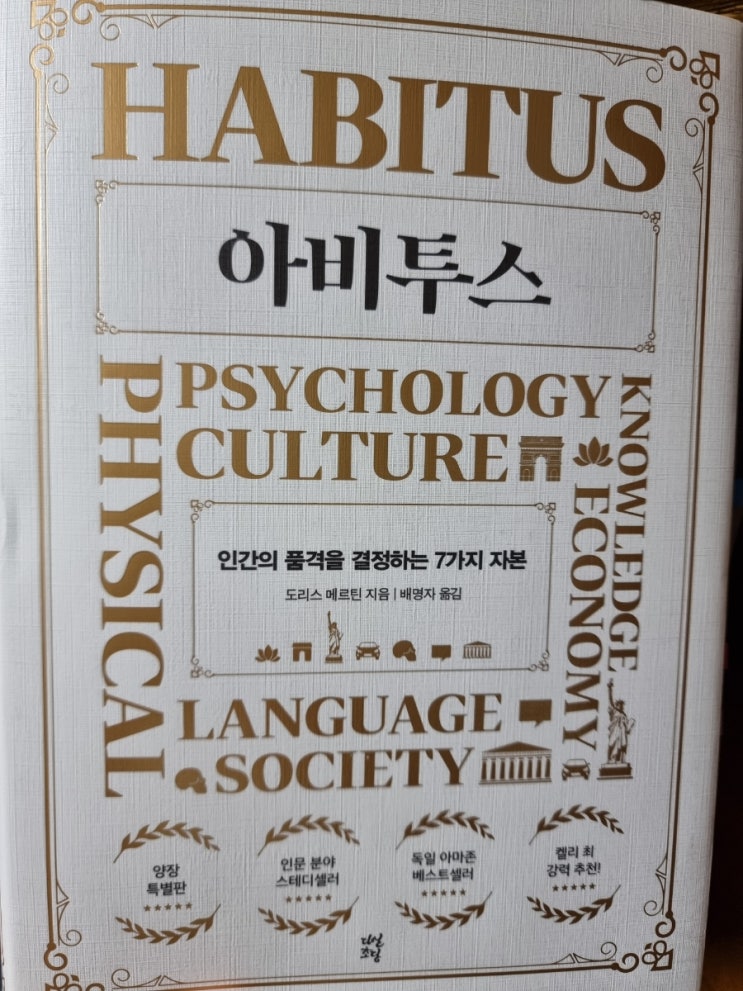 HABITUS
아비투스
PHYSICAL
PSYCHOLOGY
CULTURE
KNOWLEDGE
ECONOMY
인간의 품격을 결정하는 7가지 자본
도리스 메르틴 지음 | 배명자 옮김
LANGUAGE
SOCIETY
양장
특별판
★★★★★
인문 분야
스테디셀러
★★★★★
독일 아마존
베스트셀러
★★★★★
켈리 최
강력 추천!
★★★★★
다산
초당